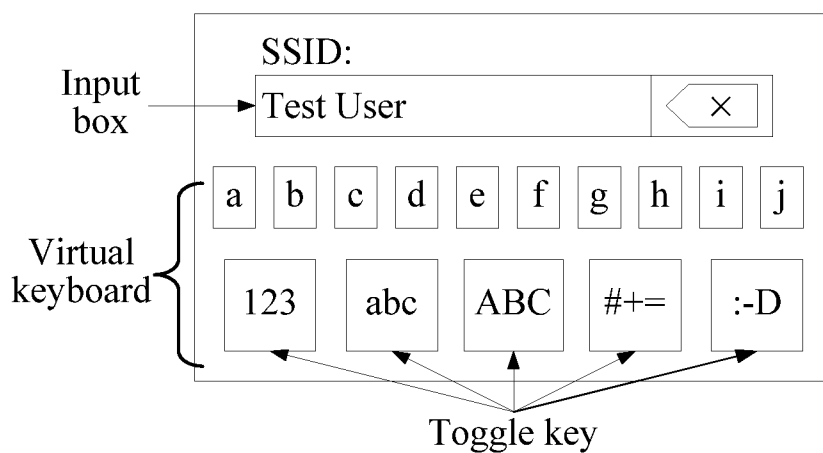 SSID:
Input
box
Test User
×
a b c d e f g h i j
Virtual
keyboard
123 abc ABC #+= :-D
Toggle key